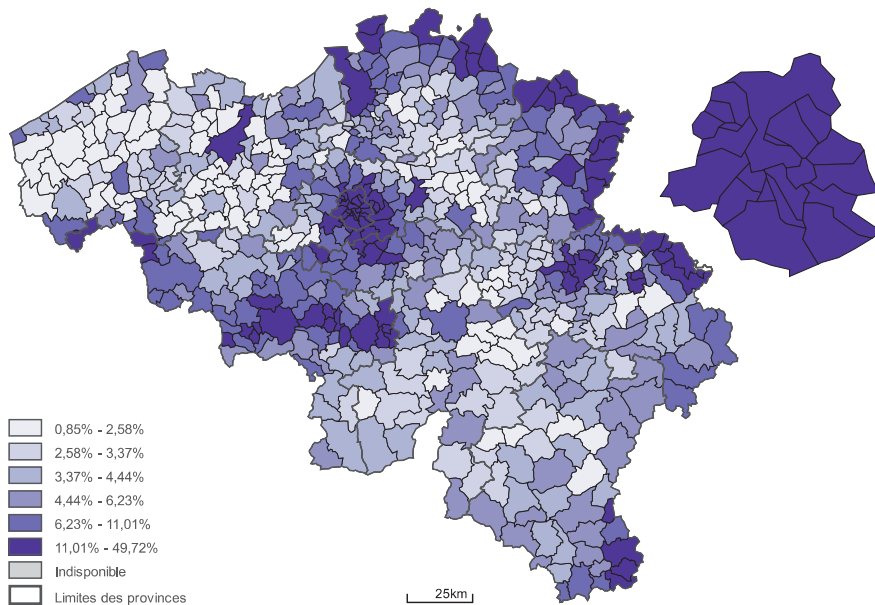 0,85% - 2,58%
2,58% - 3,37%
3,37% - 4,44%
4,44% - 6,23%
6,23% - 11,01%
11,01% - 49,72%
Indisponible
Limites des provinces
25km